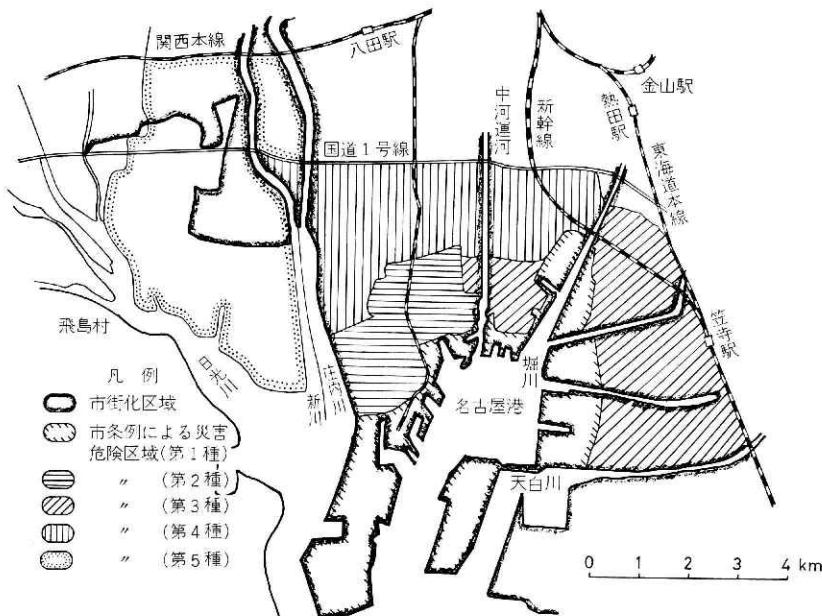 関西本線
八田駅
金山駅
熱田駅
中河運河
新幹線
東海道本線
国道1号線
飛島村
日光川
新川
庄内川
堀川
名古屋港
笠寺駅
天白川
凡 例
市街化区域
市条例による災害
危険区域(第1種)
〃 (第2種)
〃 (第3種)
〃 (第4種)
〃 (第5種)
0 1 2 3 4 km